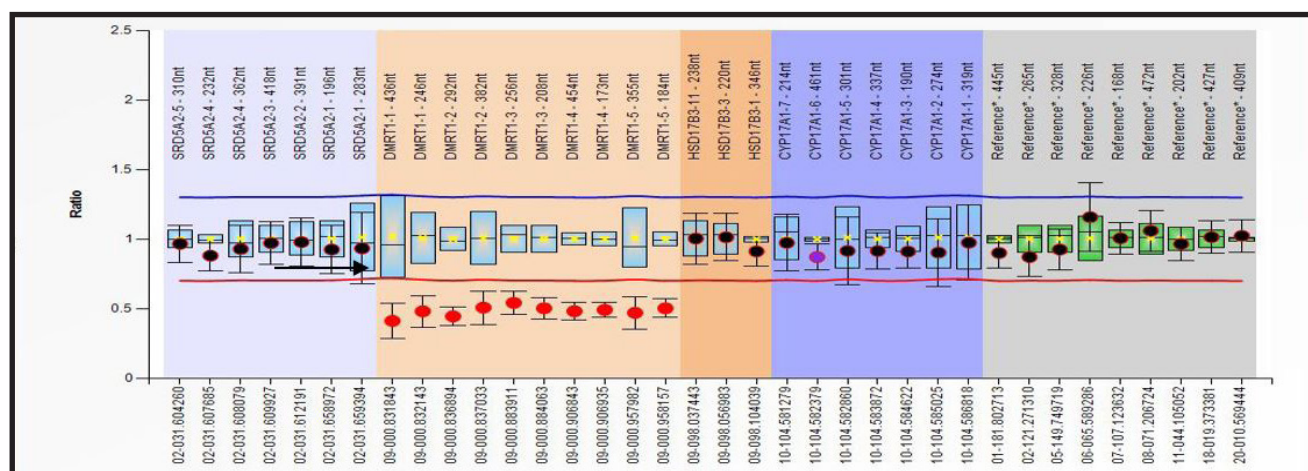 2.5
2
1.5
1
0.5
0
Ratio
SRD5A2-5 - 310nt
SRD5A2-4 - 232nt
SRD5A2-4 - 362nt
SRD5A2-3 - 418nt
SRD5A2-2 - 391nt
SRD5A2-1 - 196nt
SRD5A2-1 - 283nt
DMRT1-1 - 436nt
DMRT1-1 - 246nt
DMRT1-2 - 292nt
DMRT1-2 - 382nt
DMRT1-3 - 256nt
DMRT1-3 - 208nt
DMRT1-4 - 454nt
DMRT1-4 - 173nt
DMRT1-5 - 355nt
DMRT1-5 - 184nt
HSD17B3-11 - 238nt
HSD17B3-3 - 220nt
HSD17B3-1 - 346nt
CYP17A1-7 - 214nt
CYP17A1-6 - 461nt
CYP17A1-5 - 301nt
CYP17A1-4 - 337nt
CYP17A1-3 - 190nt
CYP17A1-2 - 274nt
CYP17A1-1 - 319nt
Reference* - 445nt
Reference* - 265nt
Reference* - 328nt
Reference* - 226nt
Reference* - 168nt
Reference* - 472nt
Reference* - 202nt
Reference* - 427nt
Reference* - 409nt
02-031.604260
02-031.607685
02-031.608079
02-031.609927
02-031.612191
02-031.658972
02-031.659394
09-000.831843
09-000.832143
09-000.836894
09-000.837033
09-000.883911
09-000.884063
09-000.906843
09-000.906935
09-000.957982
09-000.958157
09-098.037443
09-098.056983
09-098.104039
10-104.581279
10-104.582379
10-104.582860
10-104.583872
10-104.584622
10-104.585025
10-104.586818
01-181.802713
02-121.271310
05-149.749719
06-065.589286
07-107.123632
08-071.206724
11-044.105052
18-019.373381
20-010.569444